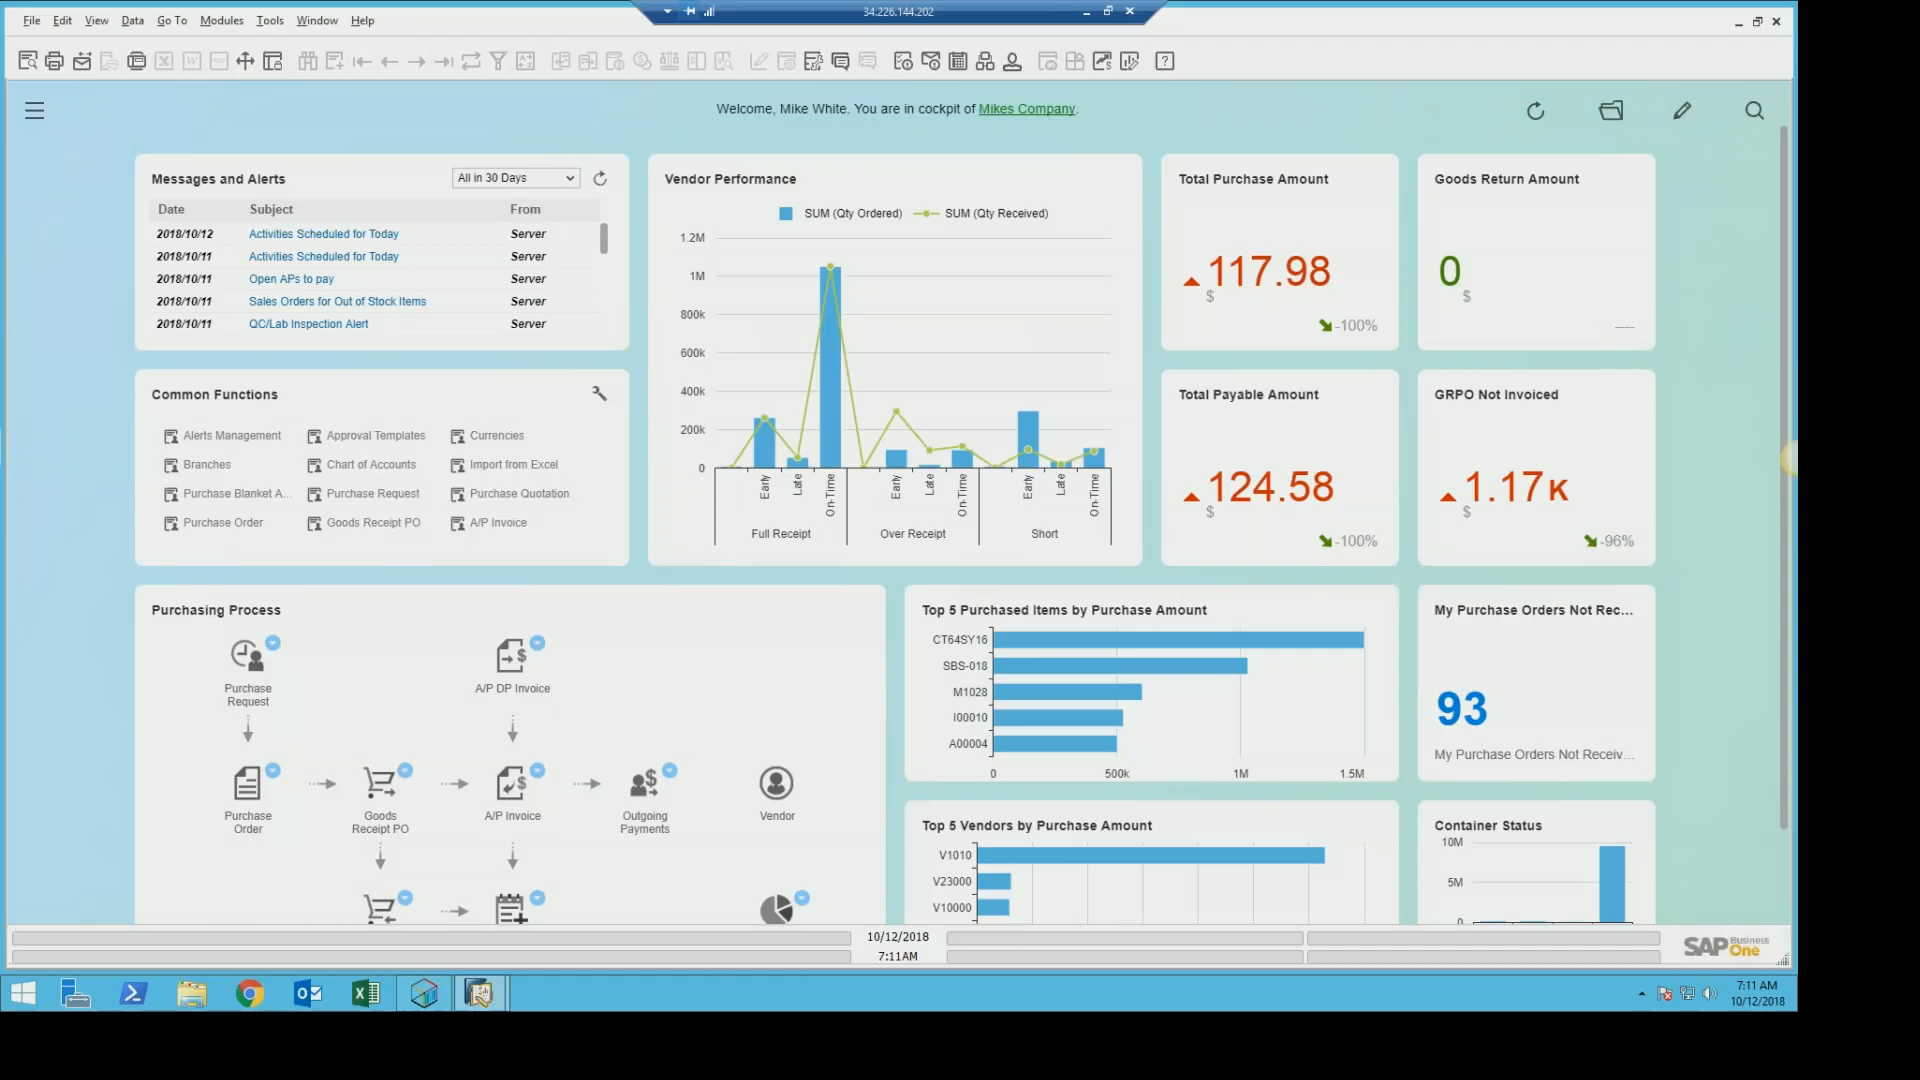 34.226.144.202
File Edit View Data Go To Modules Tools Window Help
Welcome, Mike White. You are in cockpit of Mikes Company.
Messages and Alerts
All in 30 Days
Date Subject From
2018/10/12 Activities Scheduled for Today Server
2018/10/11 Activities Scheduled for Today Server
2018/10/11 Open APs to pay Server
2018/10/11 Sales Orders for Out of Stock Items Server
2018/10/11 QC/Lab Inspection Alert Server
Common Functions
Alerts Management Approval Templates Currencies
Branches Chart of Accounts Import from Excel
Purchase Blanket A... Purchase Request Purchase Quotation
Purchase Order Goods Receipt PO A/P Invoice
Vendor Performance
SUM (Qty Ordered) SUM (Qty Received)
1.2M
1M
800k
600k
400k
200k
0
Early Late On-Time Early Late On-Time Early Late On-Time
Full Receipt Over Receipt Short
Total Purchase Amount
117.98
$
-100%
Goods Return Amount
0
$
Total Payable Amount
124.58
$
-100%
GRPO Not Invoiced
1.17K
$
-96%
Purchasing Process
Purchase
Request
A/P DP Invoice
Purchase
Order
Goods
Receipt PO
A/P Invoice
Outgoing
Payments
Vendor
Top 5 Purchased Items by Purchase Amount
CT64SY16
SBS-018
M1028
I00010
A00004
0 500k 1M 1.5M
My Purchase Orders Not Rec...
93
My Purchase Orders Not Receiv...
Top 5 Vendors by Purchase Amount
V1010
V23000
V10000
Container Status
10M
5M
0
10/12/2018
7:11AM
SAP Business
One
7:11 AM
10/12/2018